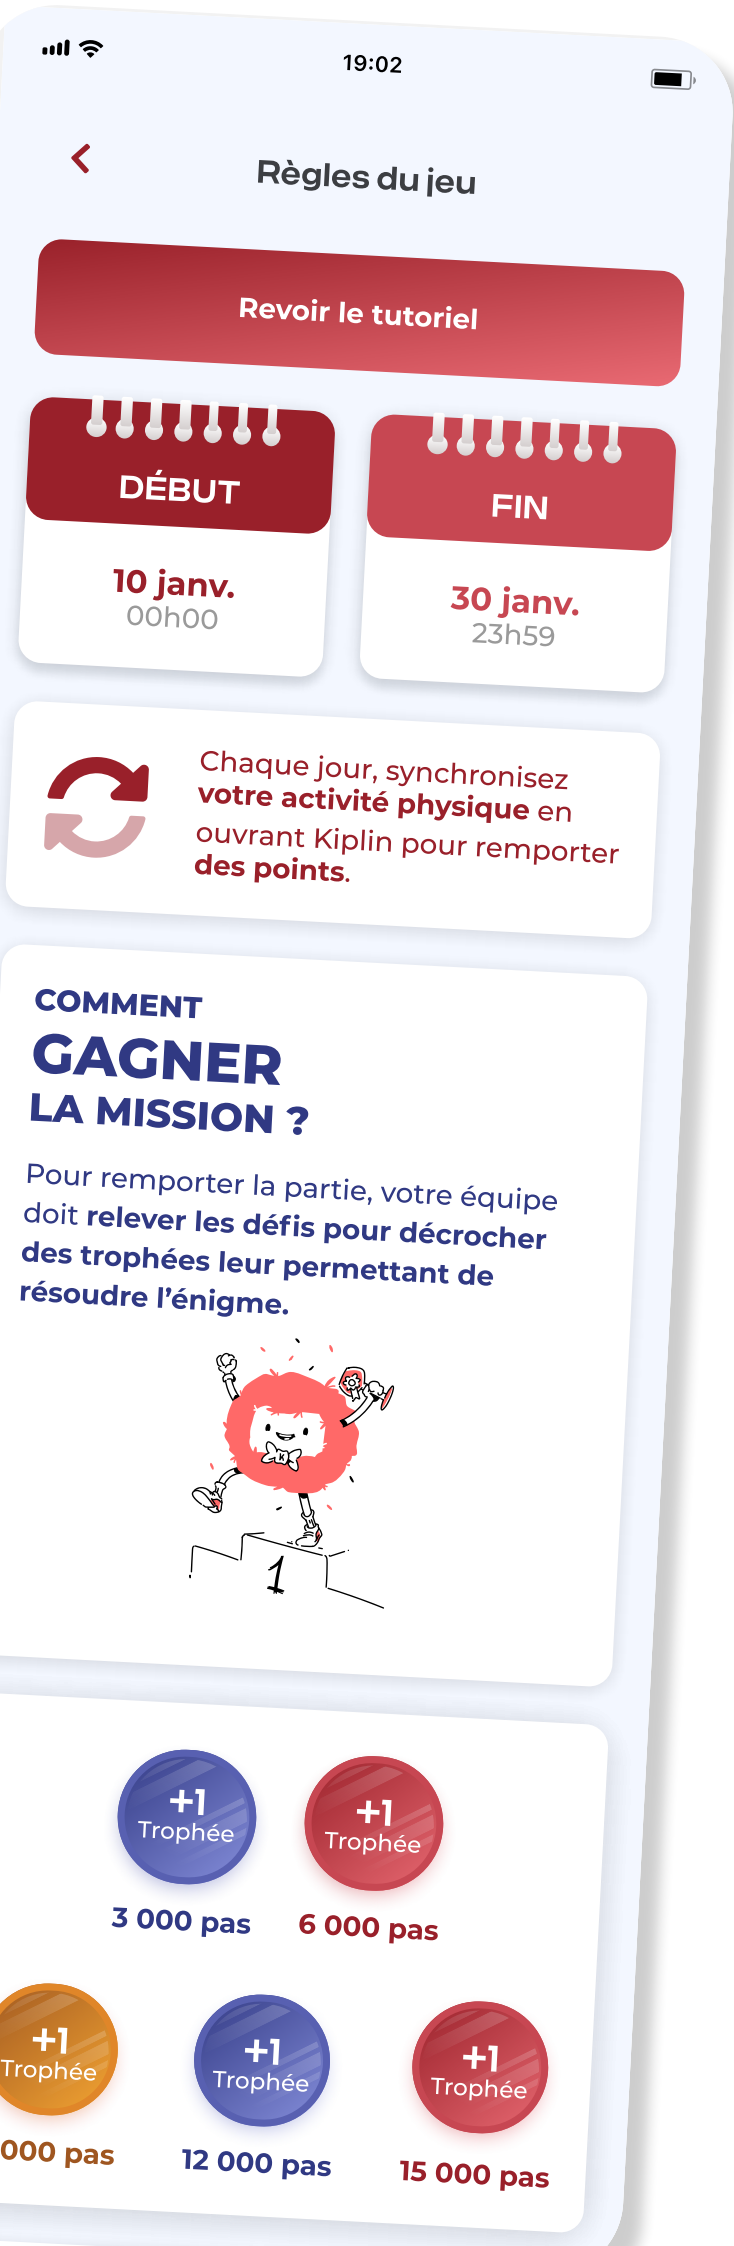 19:02
Règles du jeu
Revoir le tutoriel
DÉBUT
10 janv.
00h00
FIN
30 janv.
23h59
Chaque jour, synchronisez
votre activité physique en
ouvrant Kiplin pour remporter
des points.
COMMENT
GAGNER
LA MISSION ?
Pour remporter la partie, votre équipe
doit relever les défis pour décrocher
des trophées leur permettant de
résoudre l'énigme.
K
1
+1
Trophée
3 000 pas
+1
Trophée
6 000 pas
+1
Trophée
000 pas
+1
Trophée
12 000 pas
+1
Trophée
15 000 pas